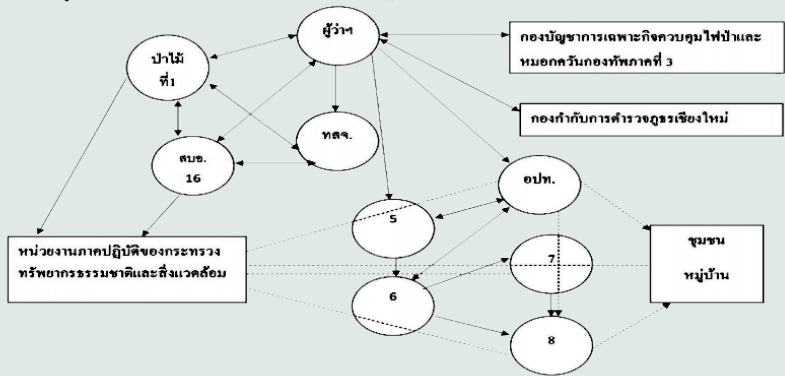 ผู้ว่าฯ
ป่าไม้
ที่1
กองบัญชาการเฉพาะกิจควบคุมไฟป่าและ
หมอกควันกองทัพภาคที่ 3
กองกำกับการตำรวจภูธรเชียงใหม่
ทสจ.
สบอ.
16
อปท.
5
หน่วยงานภาคปฏิบัติของกระทรวง
ทรัพยากรธรรมชาติและสิ่งแวดล้อม
ชุมชน
หมู่บ้าน
7
6
8